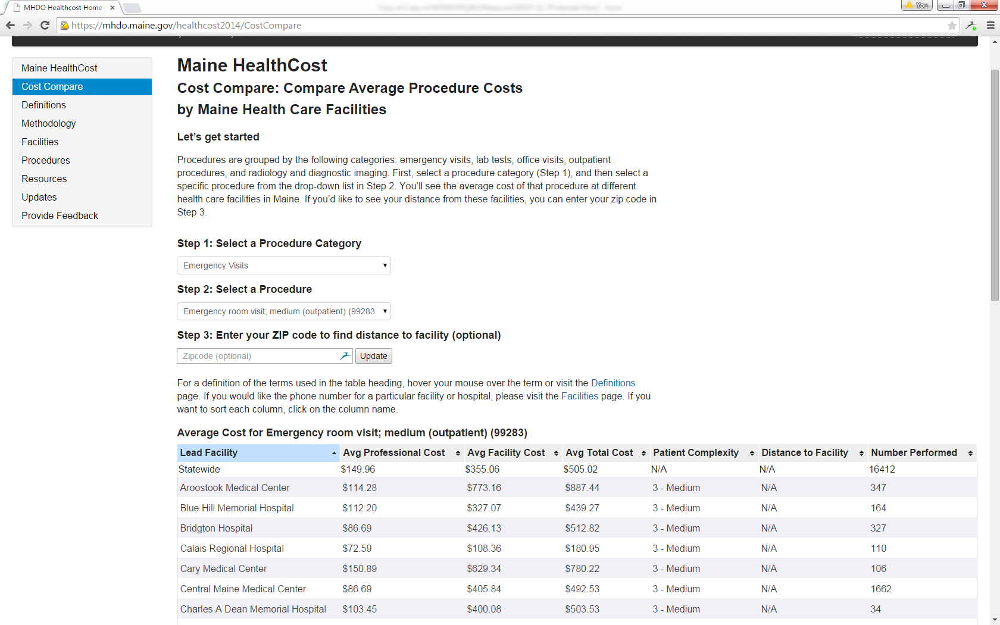 MHDO Healthcost Home
You
https://mhdo.maine.gov/healthcost2014/CostCompare
Maine HealthCost
Cost Compare
Definitions
Methodology
Facilities
Procedures
Resources
Updates
Provide Feedback
Maine HealthCost
Cost Compare: Compare Average Procedure Costs
by Maine Health Care Facilities
Let’s get started
Procedures are grouped by the following categories: emergency visits, lab tests, office visits, outpatient
procedures, and radiology and diagnostic imaging. First, select a procedure category (Step 1), and then select a
specific procedure from the drop-down list in Step 2. You’ll see the average cost of that procedure at different
health care facilities in Maine. If you’d like to see your distance from these facilities, you can enter your zip code in
Step 3.
Step 1: Select a Procedure Category
Emergency Visits
Step 2: Select a Procedure
Emergency room visit; medium (outpatient) (99283
Step 3: Enter your ZIP code to find distance to facility (optional)
Zipcode (optional) Update
For a definition of the terms used in the table heading, hover your mouse over the term or visit the Definitions
page. If you would like the phone number for a particular facility or hospital, please visit the Facilities page. If you
want to sort each column, click on the column name.
Average Cost for Emergency room visit; medium (outpatient) (99283)
Lead Facility Avg Professional Cost Avg Facility Cost Avg Total Cost Patient Complexity Distance to Facility Number Performed
Statewide $149.96 $355.06 $505.02 N/A N/A 16412
Aroostook Medical Center $114.28 $773.16 $887.44 3 - Medium N/A 347
Blue Hill Memorial Hospital $112.20 $327.07 $439.27 3 - Medium N/A 164
Bridgton Hospital $86.69 $426.13 $512.82 3 - Medium N/A 327
Calais Regional Hospital $72.59 $108.36 $180.95 3 - Medium N/A 110
Cary Medical Center $150.89 $629.34 $780.22 3 - Medium N/A 106
Central Maine Medical Center $86.69 $405.84 $492.53 3 - Medium N/A 1662
Charles A Dean Memorial Hospital $103.45 $400.08 $503.53 3 - Medium N/A 34